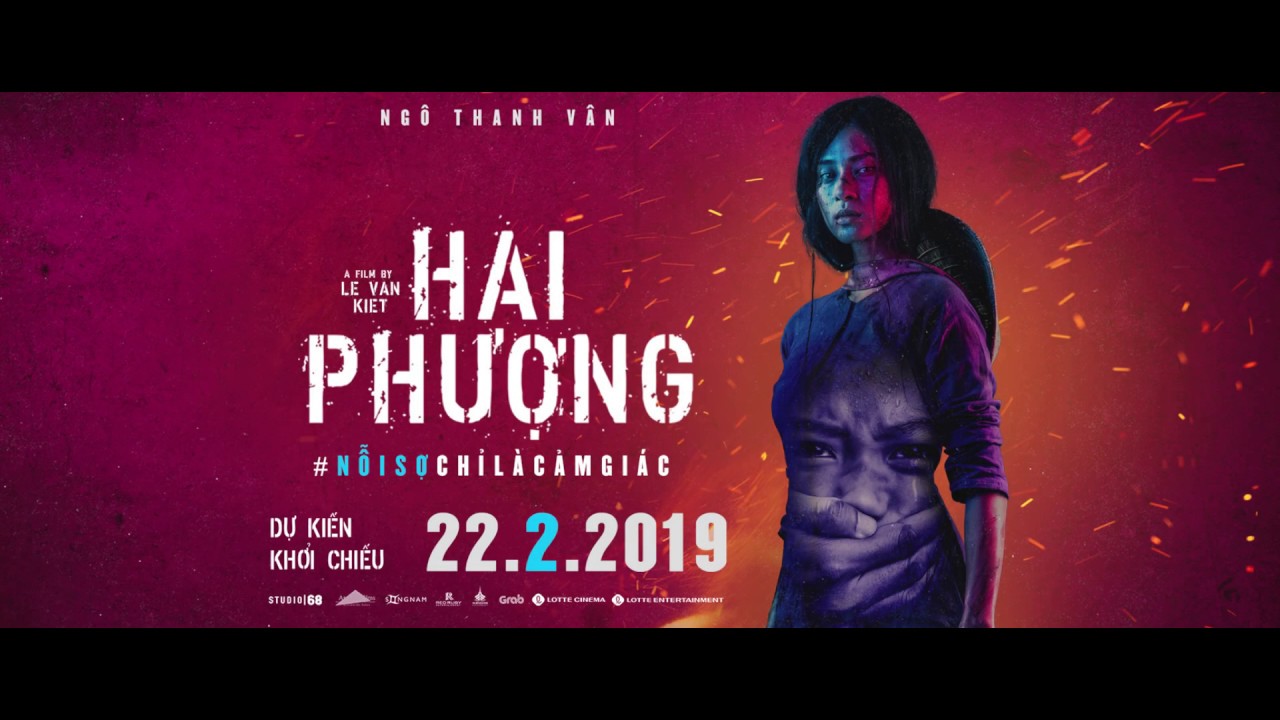 NGÔ THANH VÂN
A FILM BY
LE VAN
KIET
HAI
PHƯỢNG
#NỖISỢCHỈLÀCẢMGIÁC
DỰ KIẾN
KHỞI CHIẾU
22.2.2019
STUDIO|68
SONGNAM
Grab
LOTTE CINEMA
LOTTE ENTERTAINMENT